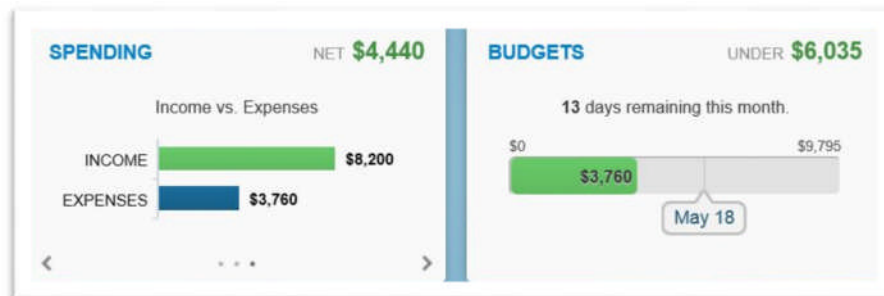 SPENDING NET $4,440
Income vs. Expenses
INCOME $8,200
EXPENSES $3,760
BUDGETS UNDER $6,035
13 days remaining this month.
$0 $9,795
$3,760
May 18